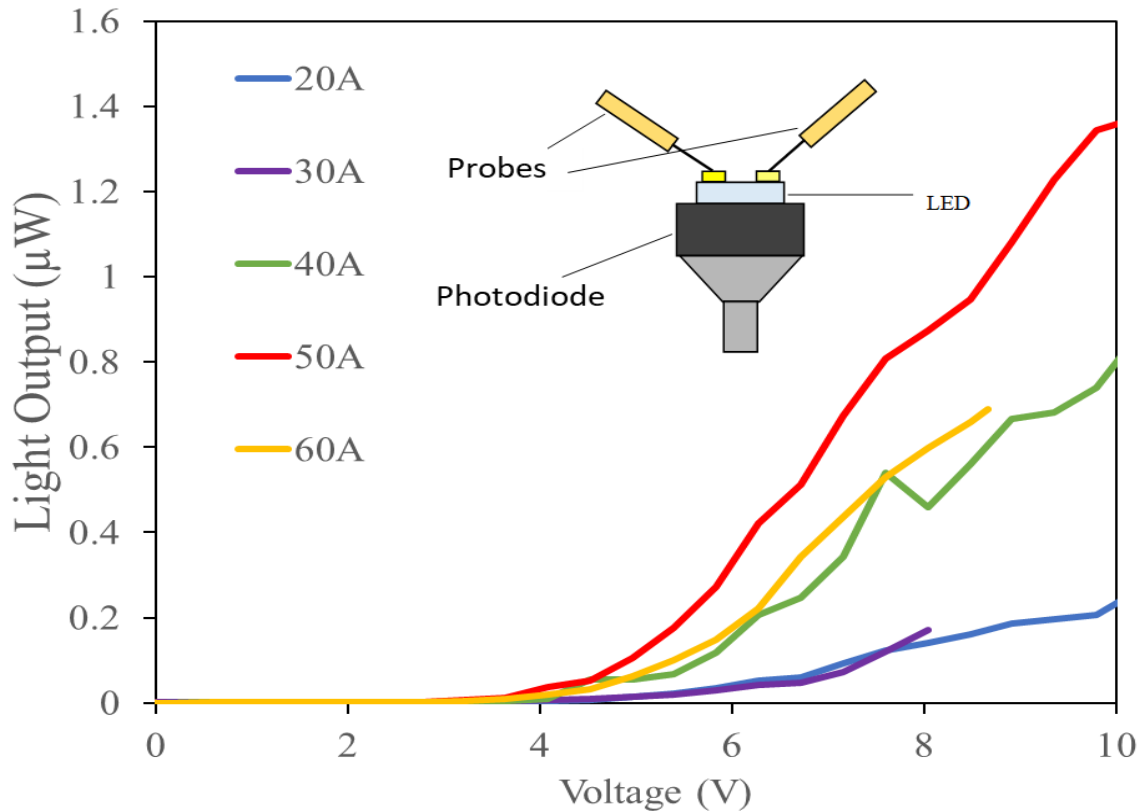 1.6
1.4
1.2
1
0.8
0.6
0.4
0.2
0
Light Output (µW)
20A
30A
40A
50A
60A
Probes
LED
Photodiode
0 2 4 6 8 10
Voltage (V)